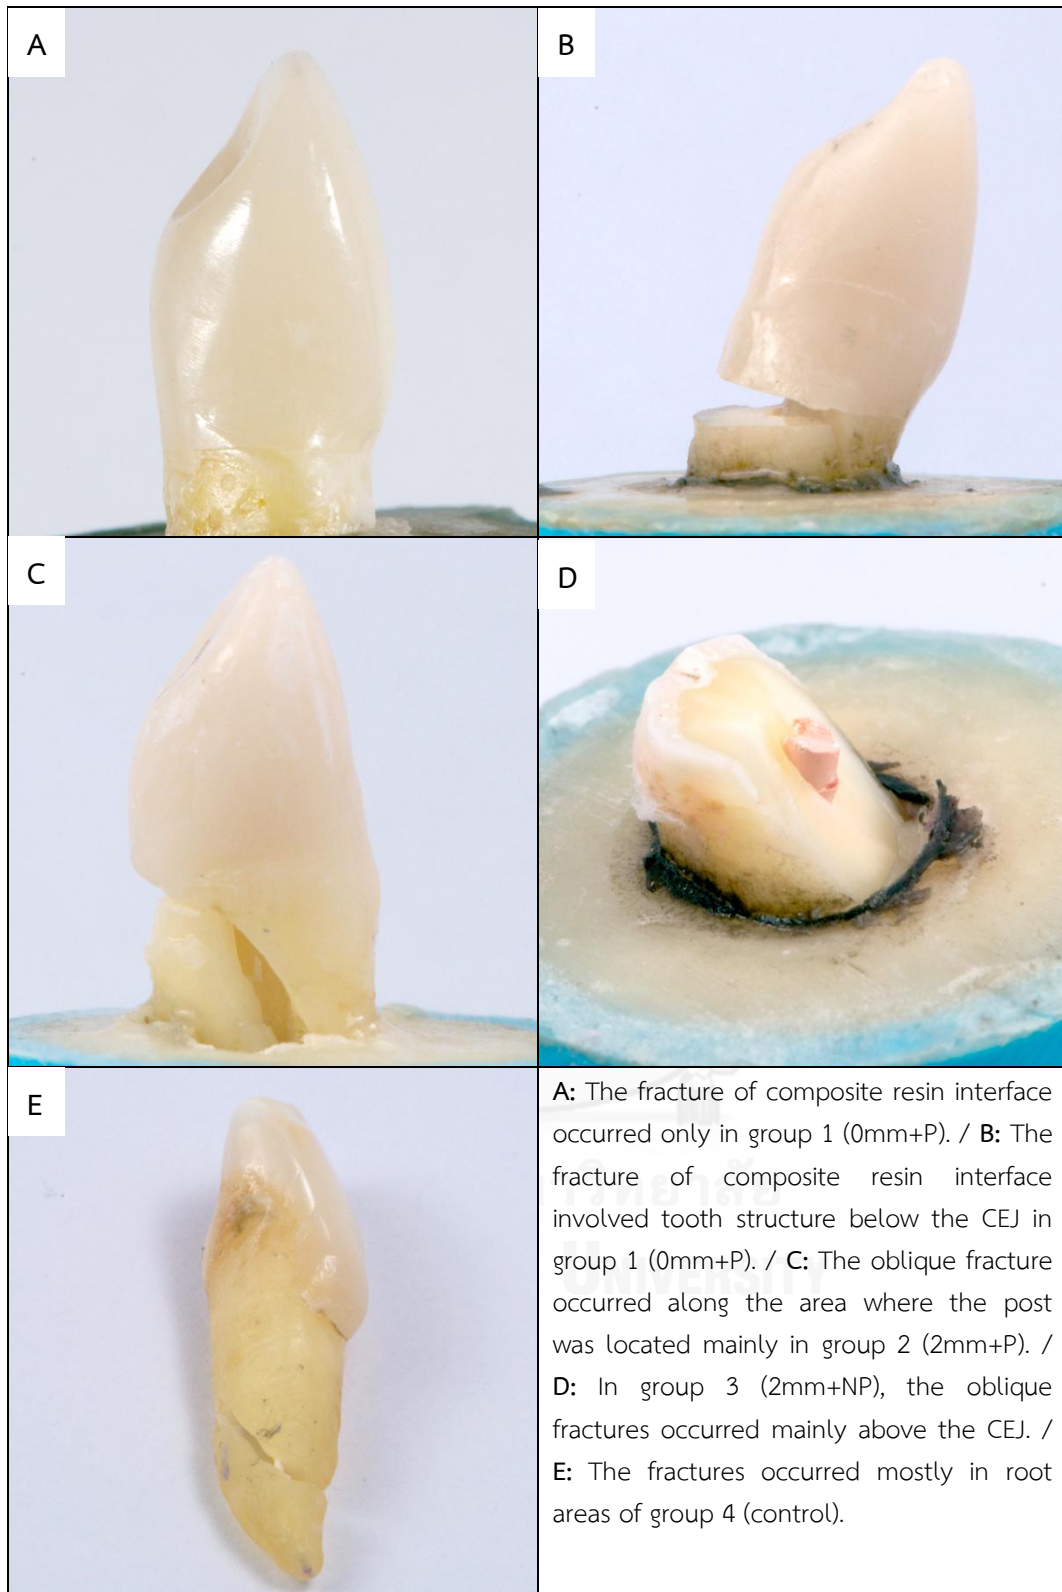 A
B
C
D
E
A: The fracture of composite resin interface
occurred only in group 1 (0mm+P). / B: The
fracture of composite resin interface
involved tooth structure below the CEJ in
group 1 (0mm+P). / C: The oblique fracture
occurred along the area where the post
was located mainly in group 2 (2mm+P). /
D: In group 3 (2mm+NP), the oblique
fractures occurred mainly above the CEJ. /
E: The fractures occurred mostly in root
areas of group 4 (control).
UNIVERSITY